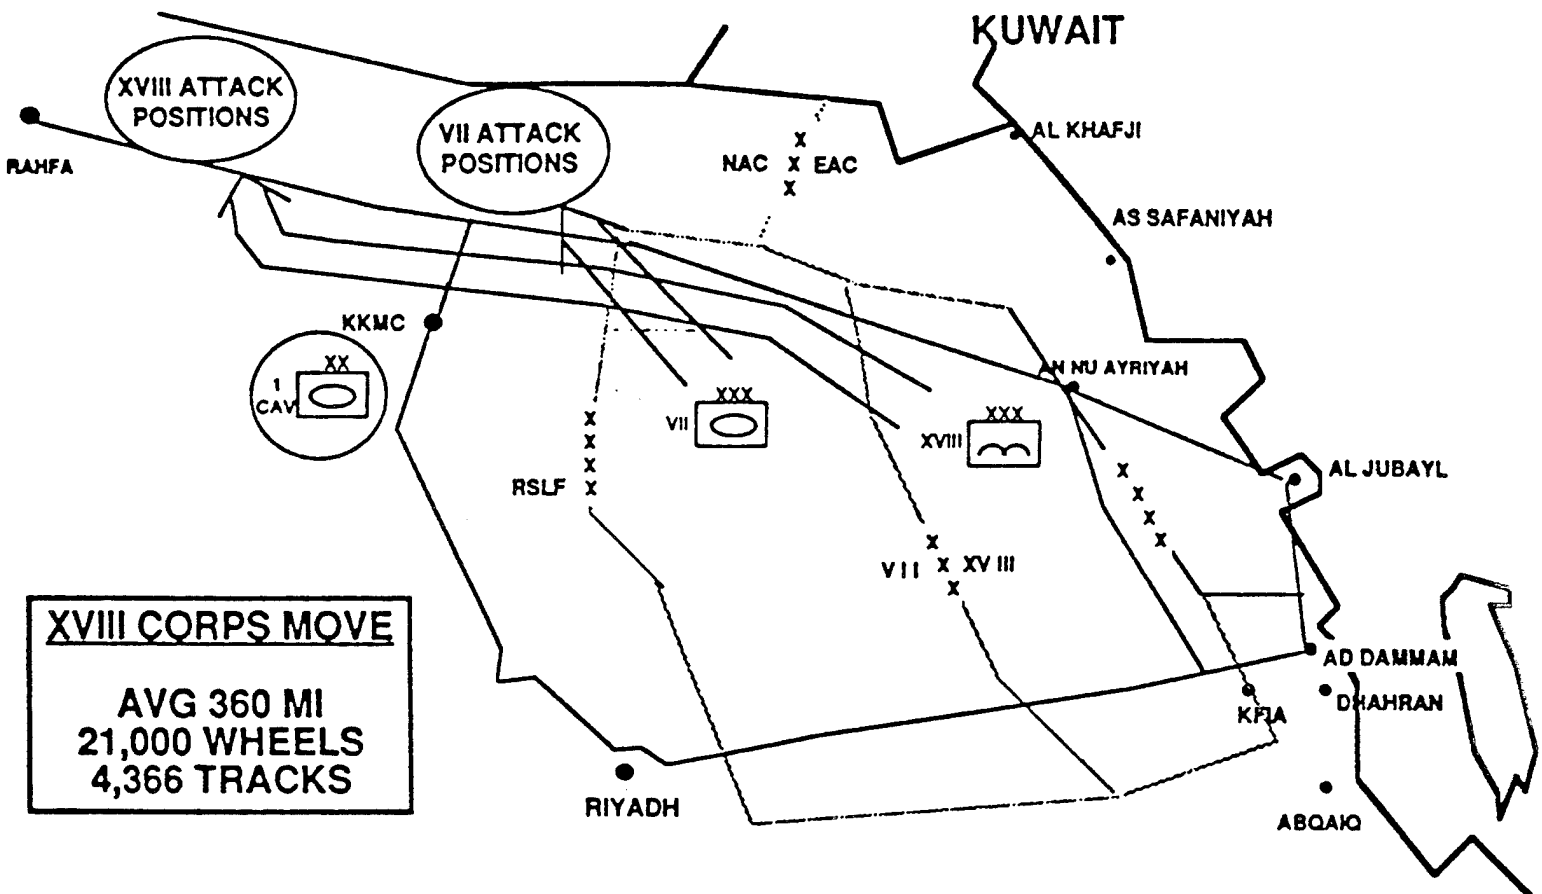 KUWAIT
XVIII ATTACK
POSITIONS
VII ATTACK
POSITIONS
RAHFA
AL KHAFJI
NAC X EAC
X
X
AS SAFANIYAH
KKMC
XX
1
CAV
XXX
VII
AN NU AYRIYAH
XXX
XVIII
X
X
X
X
RSLF
X
X
X
X
AL JUBAYL
X
VII X XVIII
X
XVIII CORPS MOVE
AVG 360 MI
21,000 WHEELS
4,366 TRACKS
AD DAMMAM
DHAHRAN
KFIA
RIYADH
ABQAIQ